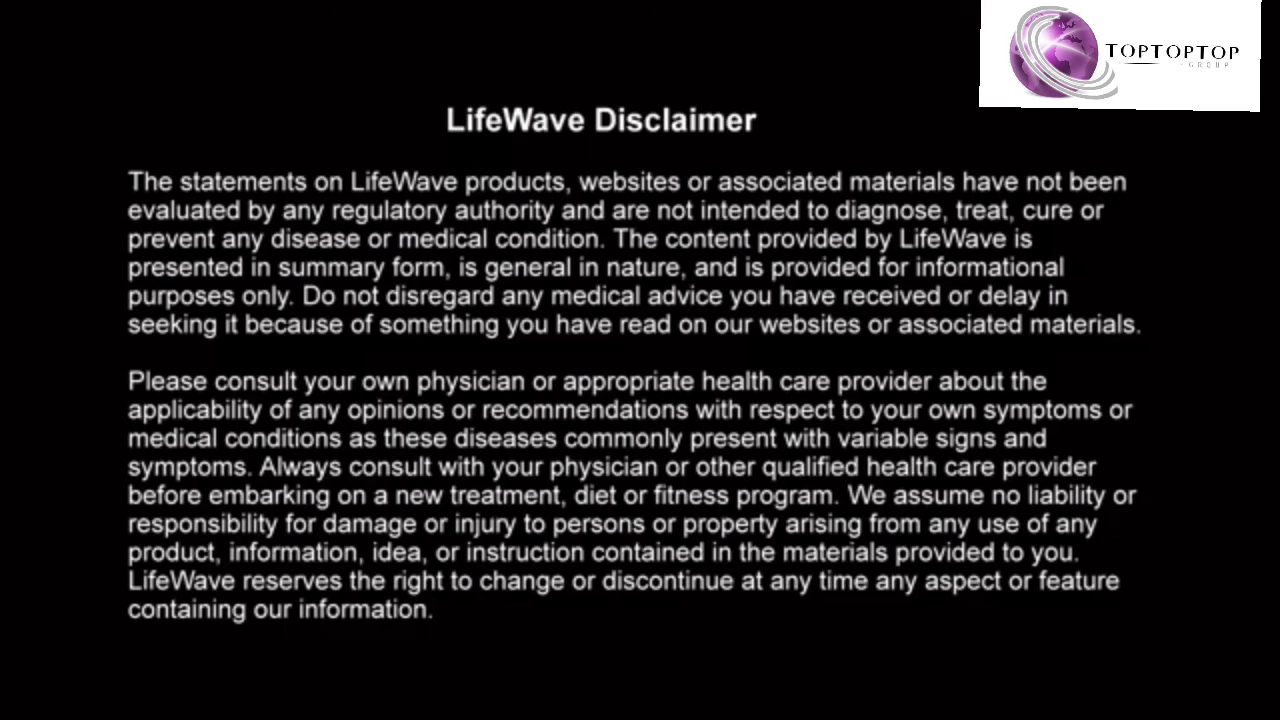 TOPTOPTOP
GROUP
LifeWave Disclaimer
The statements on LifeWave products, websites or associated materials have not been
evaluated by any regulatory authority and are not intended to diagnose, treat, cure or
prevent any disease or medical condition. The content provided by LifeWave is
presented in summary form, is general in nature, and is provided for informational
purposes only. Do not disregard any medical advice you have received or delay in
seeking it because of something you have read on our websites or associated materials.
Please consult your own physician or appropriate health care provider about the
applicability of any opinions or recommendations with respect to your own symptoms or
medical conditions as these diseases commonly present with variable signs and
symptoms. Always consult with your physician or other qualified health care provider
before embarking on a new treatment, diet or fitness program. We assume no liability or
responsibility for damage or injury to persons or property arising from any use of any
product, information, idea, or instruction contained in the materials provided to you.
LifeWave reserves the right to change or discontinue at any time any aspect or feature
containing our information.